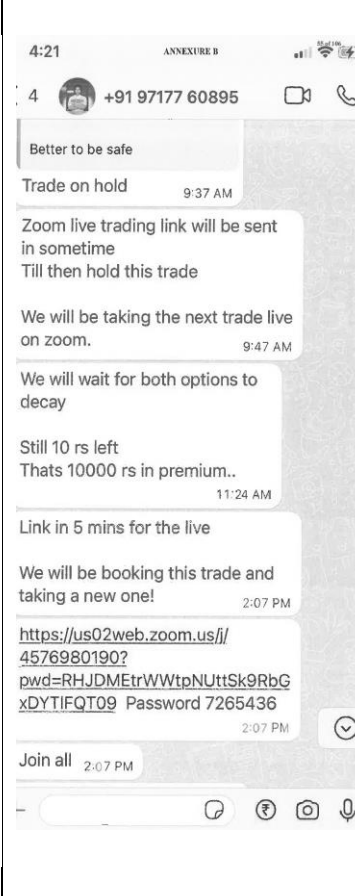 4:21
ANNEXURE B
55 of 106
4
+91 97177 60895
Better to be safe
Trade on hold
9:37 AM
Zoom live trading link will be sent
in sometime
Till then hold this trade
We will be taking the next trade live
on zoom.
9:47 AM
We will wait for both options to
decay
Still 10 rs left
Thats 10000 rs in premium..
11:24 AM
Link in 5 mins for the live
We will be booking this trade and
taking a new one!
2:07 PM
https://us02web.zoom.us/j/
4576980190?
pwd=RHJDMEtrWWtpNUttSk9RbG
xDYTlFQT09 Password 7265436
2:07 PM
Join all
2:07 PM
₹